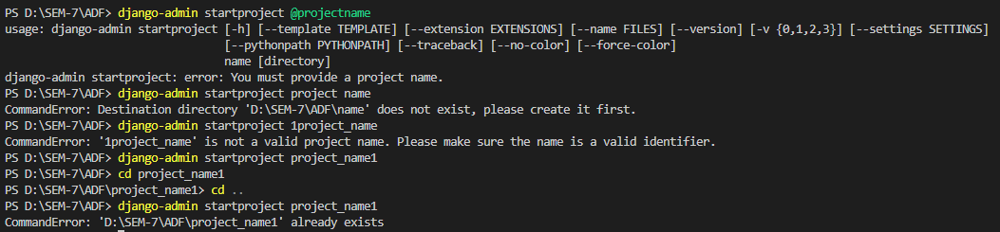 PS D:\SEM-7\ADF> django-admin startproject @projectname
usage: django-admin startproject [-h] [--template TEMPLATE] [--extension EXTENSIONS] [--name FILES] [--version] [-v {0,1,2,3}] [--settings SETTINGS]
[--pythonpath PYTHONPATH] [--traceback] [--no-color] [--force-color]
name [directory]
django-admin startproject: error: You must provide a project name.
PS D:\SEM-7\ADF> django-admin startproject project name
CommandError: Destination directory 'D:\SEM-7\ADF\name' does not exist, please create it first.
PS D:\SEM-7\ADF> django-admin startproject 1project_name
CommandError: '1project_name' is not a valid project name. Please make sure the name is a valid identifier.
PS D:\SEM-7\ADF> django-admin startproject project_name1
PS D:\SEM-7\ADF> cd project_name1
PS D:\SEM-7\ADF\project_name1> cd ..
PS D:\SEM-7\ADF> django-admin startproject project_name1
CommandError: 'D:\SEM-7\ADF\project_name1' already exists